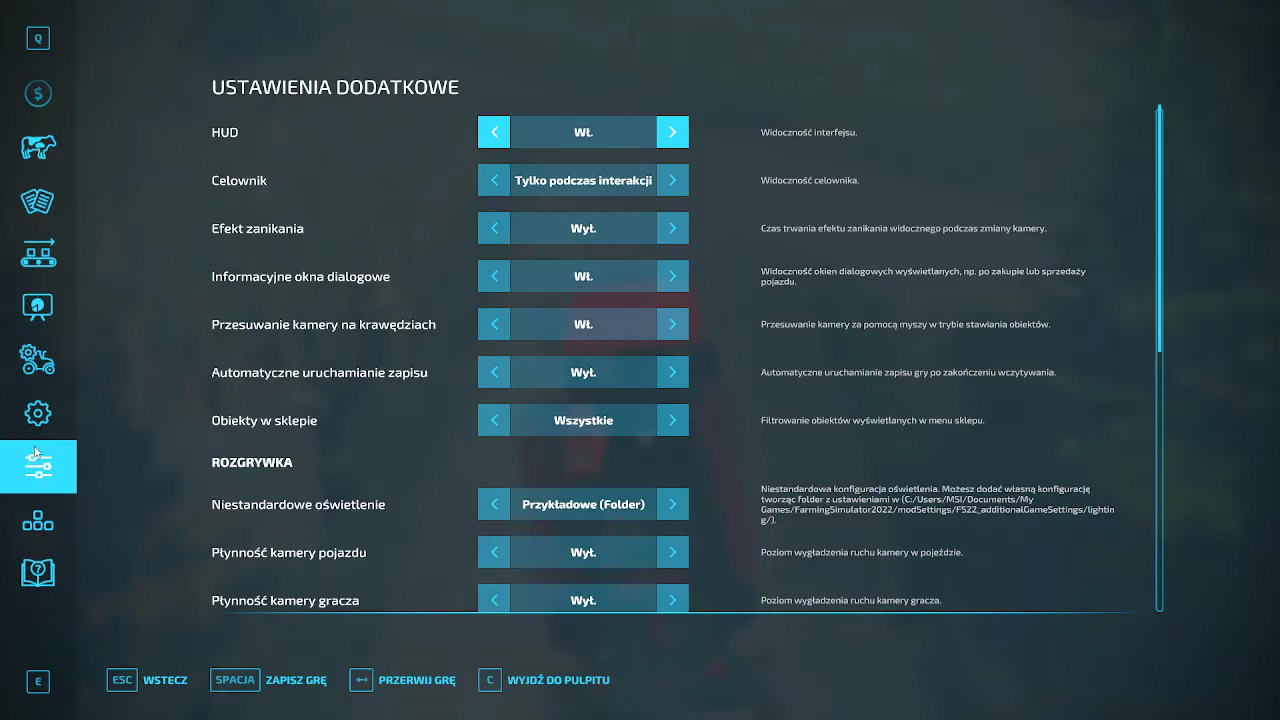 Q
$
USTAWIENIA DODATKOWE
HUD
Wł.
Widoczność interfejsu.
Celownik
Tylko podczas interakcji
Widoczność celownika.
Efekt zanikania
Wył.
Czas trwania efektu zanikania widocznego podczas zmiany kamery.
Informacyjne okna dialogowe
Wł.
Widoczność okien dialogowych wyświetlanych, np. po zakupie lub sprzedaży
pojazdu.
Przesuwanie kamery na krawędziach
Wł.
Przesuwanie kamery za pomocą myszy w trybie stawiania obiektów.
Automatyczne uruchamianie zapisu
Wył.
Automatyczne uruchamianie zapisu gry po zakończeniu wczytywania.
Obiekty w sklepie
Wszystkie
Filtrowanie obiektów wyświetlanych w menu sklepu.
ROZGRYWKA
Niestandardowe oświetlenie
Przykładowe (Folder)
Niestandardowa konfiguracja oświetlenia. Możesz dodać własną konfigurację
tworząc folder z ustawieniami w (C:/Users/MSI/Documents/My
Games/FarmingSimulator2022/modSettings/FS22_additionalGameSettings/lightin
g/).
Płynność kamery pojazdu
Wył.
Poziom wygładzenia ruchu kamery w pojeździe.
Płynność kamery gracza
Wył.
Poziom wygładzenia ruchu kamery gracza.
E
ESC WSTECZ
SPACJA ZAPISZ GRĘ
PRZERWIJ GRĘ
C WYJDŹ DO PULPITU